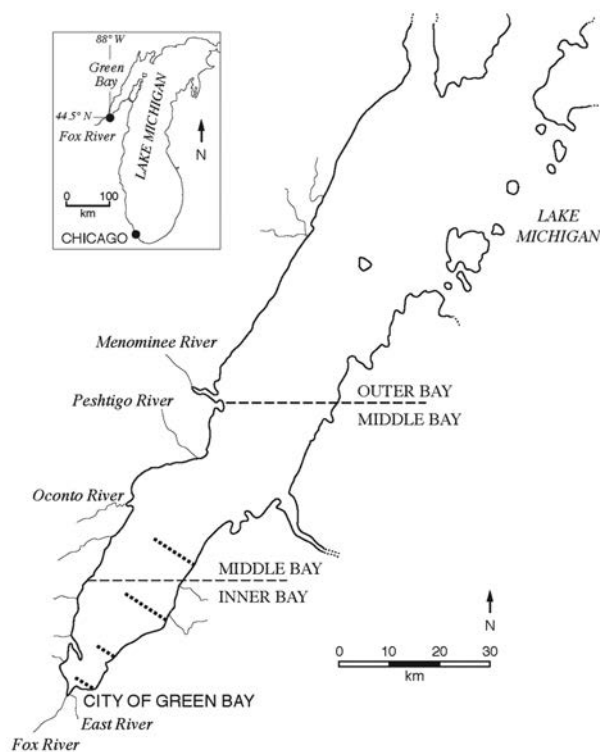 88° W
Green
Bay
44.5° N
Fox River
LAKE MICHIGAN
N
0 100
km
CHICAGO
LAKE
MICHIGAN
Menominee River
OUTER BAY
Peshtigo River
MIDDLE BAY
Oconto River
MIDDLE BAY
INNER BAY
N
0 10 20 30
km
CITY OF GREEN BAY
East River
Fox River